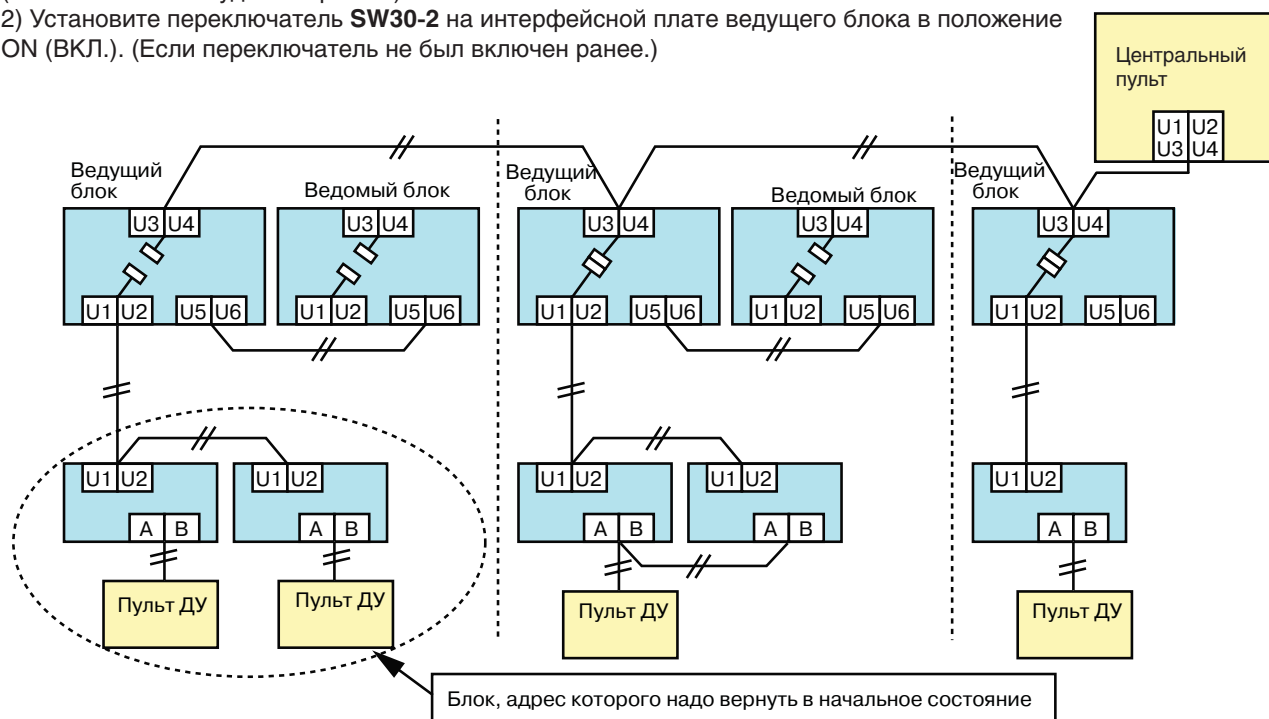 2) Установите переключатель SW30-2 на интерфейсной плате ведущего блока в положение
ON (ВКЛ.). (Если переключатель не был включен ранее.)
Центральный
пульт
U1 U2
U3 U4
Ведущий
блок
Ведомый блок
Ведущий
блок
Ведомый блок
Ведущий
блок
U3 U4
U3 U4
U3 U4
U3 U4
U3 U4
U1 U2
U5 U6
U1 U2
U5 U6
U1 U2
U5 U6
U1 U2
U5 U6
U1 U2
U5 U6
U1 U2
U1 U2
U1 U2
U1 U2
U1 U2
A B
A B
A B
A B
A B
Пульт ДУ
Пульт ДУ
Пульт ДУ
Пульт ДУ
Блок, адрес которого надо вернуть в начальное состояние